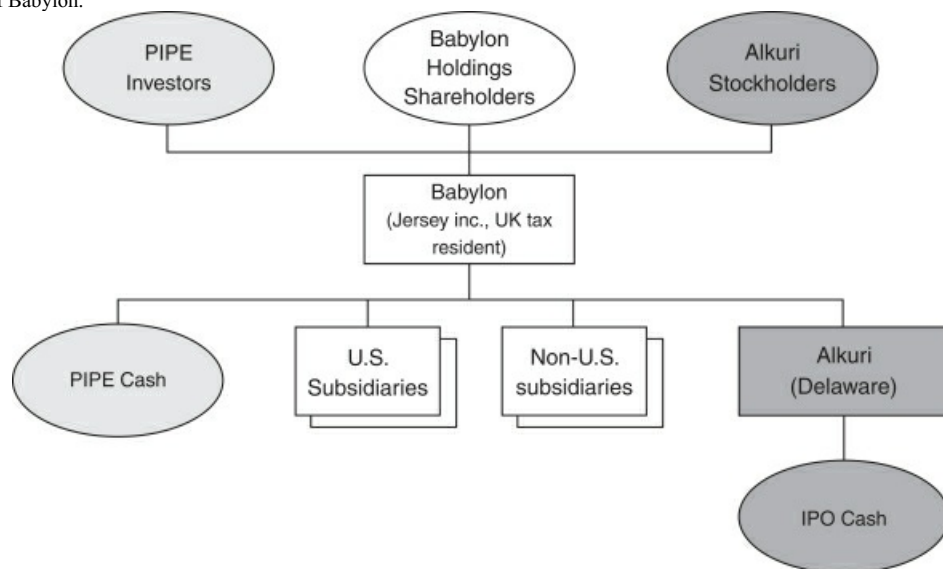 Babylon.
PIPE
Investors
Babylon
Holdings
Shareholders
Alkuri
Stockholders
Babylon
(Jersey inc., UK tax
resident)
PIPE Cash
U.S.
Subsidiaries
Non-U.S.
subsidiaries
Alkuri
(Delaware)
IPO Cash